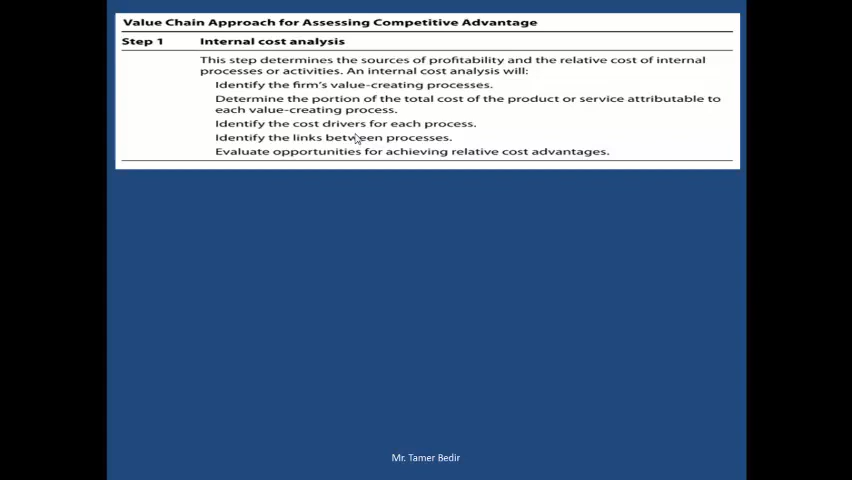 Value Chain Approach for Assessing Competitive Advantage
Step 1 Internal cost analysis
This step determines the sources of profitability and the relative cost of internal
processes or activities. An internal cost analysis will:
Identify the firm's value-creating processes.
Determine the portion of the total cost of the product or service attributable to
each value-creating process.
Identify the cost drivers for each process.
Identify the links between processes.
Evaluate opportunities for achieving relative cost advantages.
Mr. Tamer Bedir